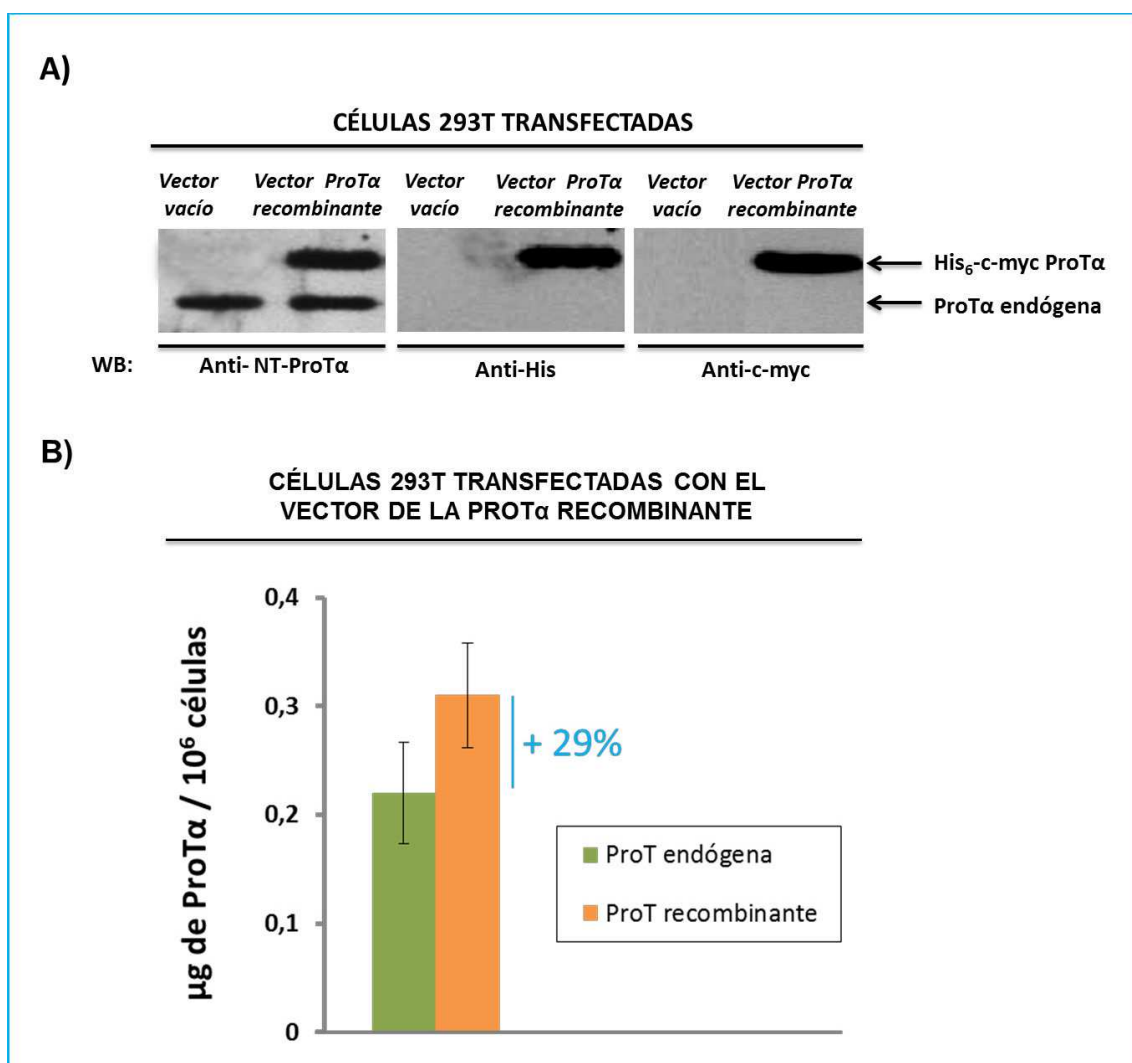 A)
CÉLULAS 293T TRANSFECTADAS
Vector vacío
Vector ProTα recombinante
Vector vacío
Vector ProTα recombinante
Vector vacío
Vector ProTα recombinante
His₆-c-myc ProTα
ProTα endógena
WB:
Anti- NT-ProTα
Anti-His
Anti-c-myc
B)
CÉLULAS 293T TRANSFECTADAS CON EL
VECTOR DE LA PROTα RECOMBINANTE
µg de ProTα / 10⁶ células
0,4
0,3
0,2
0,1
0
+ 29%
ProT endógena
ProT recombinante